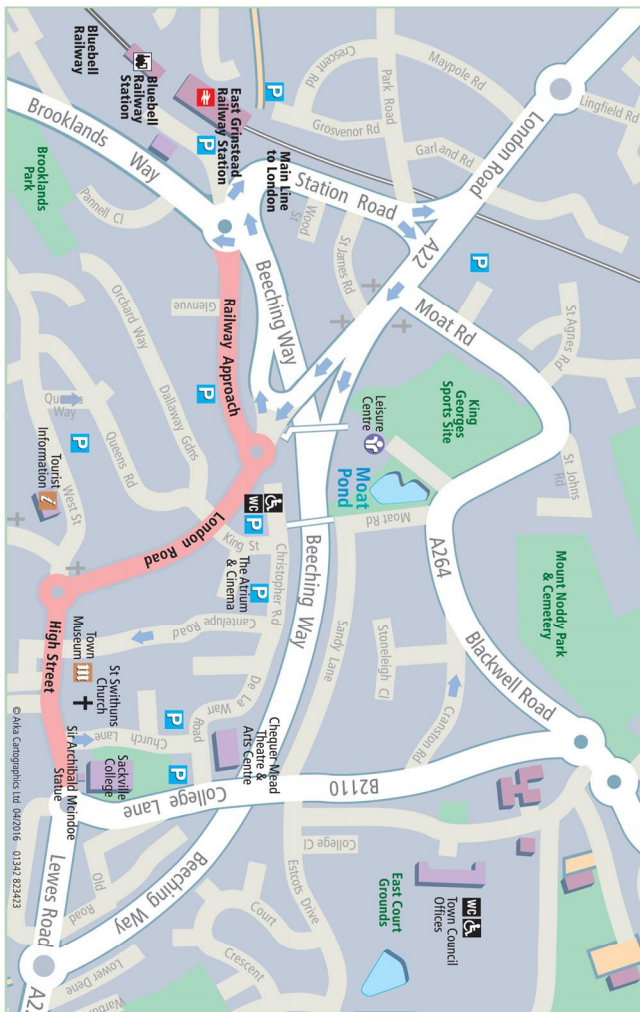 Bluebell
Railway
Bluebell
Railway
Station
East Grinstead
Railway Station
Main Line
to London
P
Crescent Rd
Maypole Rd
Park Road
Grosvenor Rd
Garland Rd
Lingfield Rd
London Road
A22
Station Road
Wood
St
St James Rd
P
P
Moat Rd
St Agnes Rd
St Johns
Rd
King
Georges
Sports Site
Leisure
Centre
Moat
Pond
Moat Rd
A264
Mount Noddy Park
& Cemetery
Blackwell Road
Brooklands
Way
Brooklands
Park
Pannell Cl
Orchard Way
Glenvue
Railway Approach
Beeching Way
Dallaway Gdns
P
Queens
Way
Queens Rd
P
West St
Tourist
Information
i
London Road
King St
WC
P
Christopher Rd
The Atrium
& Cinema
P
Beeching Way
Sandy Lane
Stoneleigh Cl
Cranston Rd
Cantelupe Road
Town
Museum
High Street
St Swithuns
Church
Church Lane
De La
Warr
Road
P
P
Chequer Mead
Theatre &
Arts Centre
Sackville
College
Sir Archibald McIndoe
Statue
College Lane
B2110
College Cl
Estcots Drive
East Court
Grounds
WC
Town Council
Offices
Beeching Way
Old
Road
Court
Crescent
Lewes Road
Lower Dene
A2
© Arka Cartographics Ltd 04/2016 01342 823423